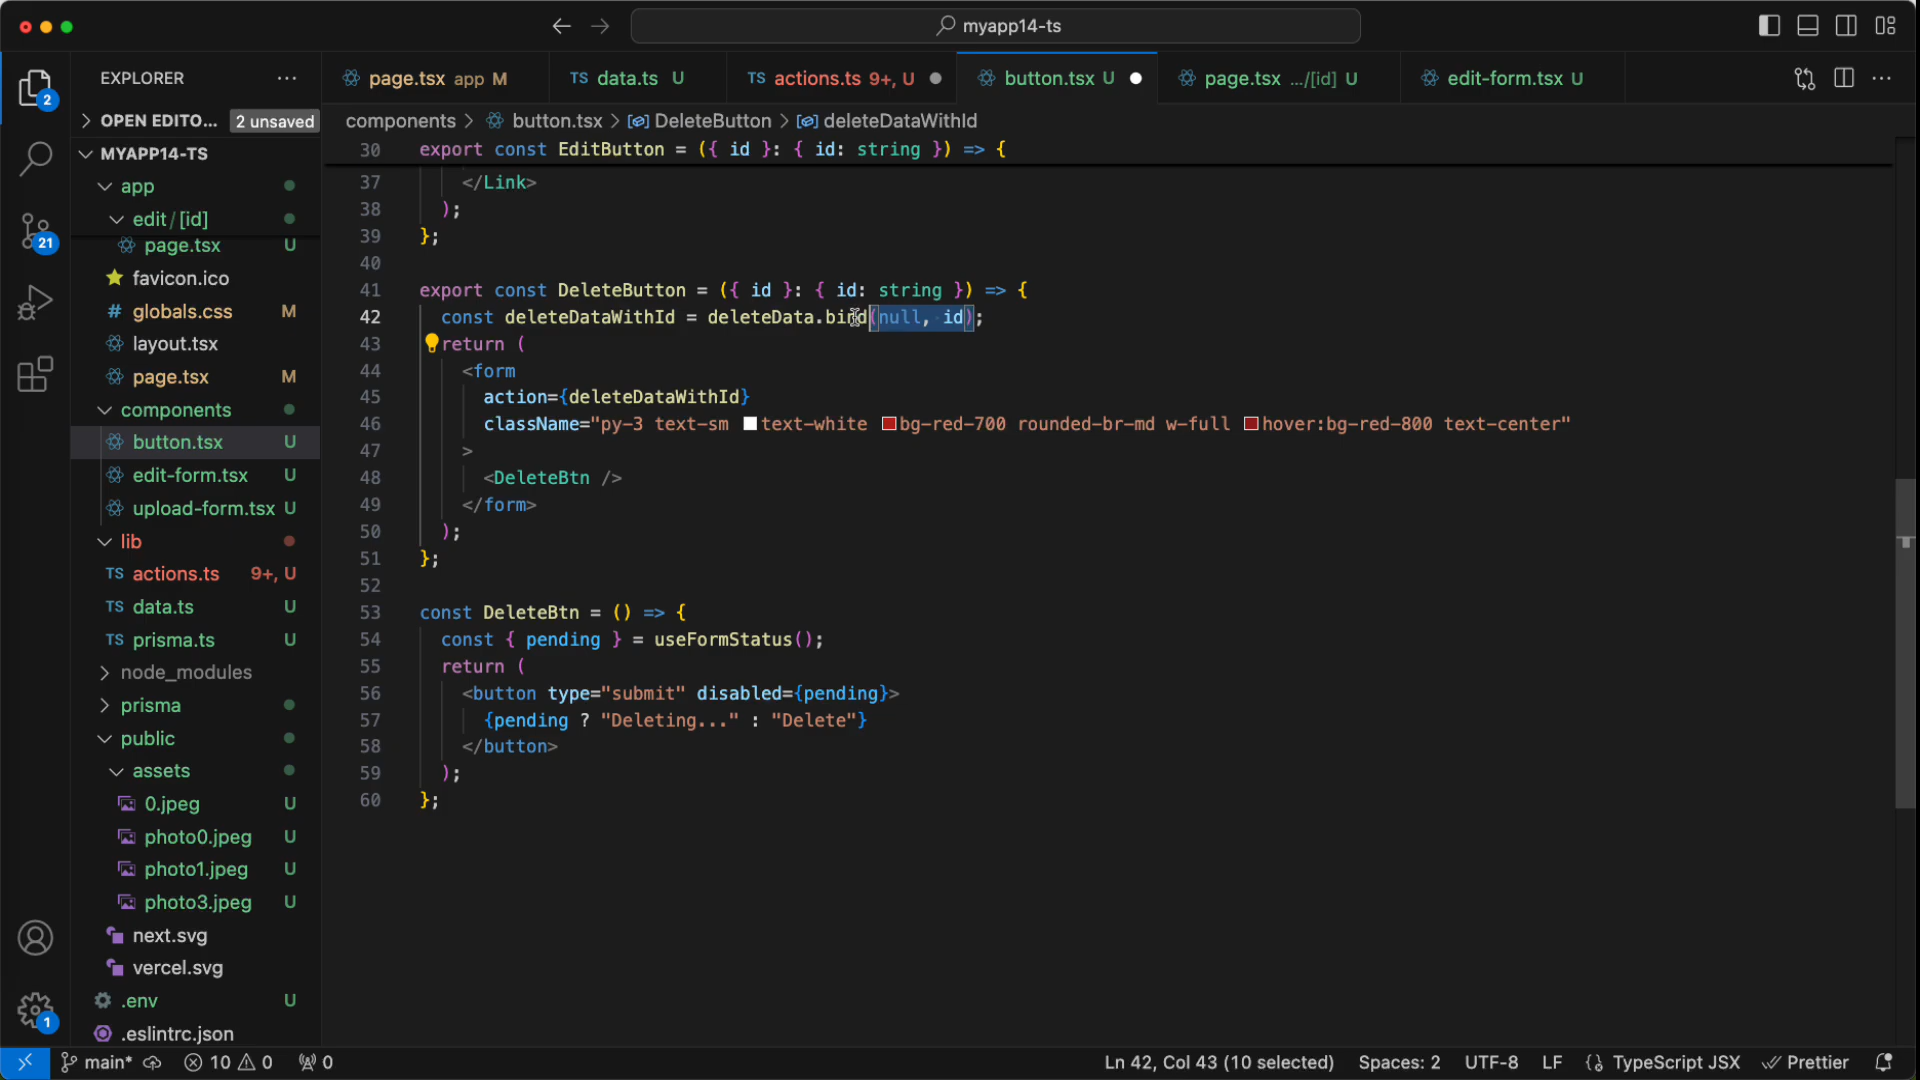 myapp14-ts
EXPLORER
page.tsx app M
TS data.ts U
TS actions.ts 9+, U
button.tsx U
page.tsx .../[id] U
edit-form.tsx U
2
OPEN EDITO... 2 unsaved
components > button.tsx > DeleteButton > deleteDataWithId
MYAPP14-TS
app
edit/[id]
page.tsx U
favicon.ico
# globals.css M
layout.tsx
page.tsx M
components
button.tsx U
edit-form.tsx U
upload-form.tsx U
lib
TS actions.ts 9+, U
TS data.ts U
TS prisma.ts U
node_modules
prisma
public
assets
0.jpeg U
photo0.jpeg U
photo1.jpeg U
photo3.jpeg U
next.svg
vercel.svg
.env U
.eslintrc.json
21
1
30 export const EditButton = ({ id }: { id: string }) => {
37 </Link>
38 );
39 };
40
41 export const DeleteButton = ({ id }: { id: string }) => {
42 const deleteDataWithId = deleteData.bind(null, id);
43 return (
44 <form
45 action={deleteDataWithId}
46 className="py-3 text-sm text-white bg-red-700 rounded-br-md w-full hover:bg-red-800 text-center"
47 >
48 <DeleteBtn />
49 </form>
50 );
51 };
52
53 const DeleteBtn = () => {
54 const { pending } = useFormStatus();
55 return (
56 <button type="submit" disabled={pending}>
57 {pending ? "Deleting..." : "Delete"}
58 </button>
59 );
60 };
main* 10 0 0
Ln 42, Col 43 (10 selected) Spaces: 2 UTF-8 LF {} TypeScript JSX Prettier